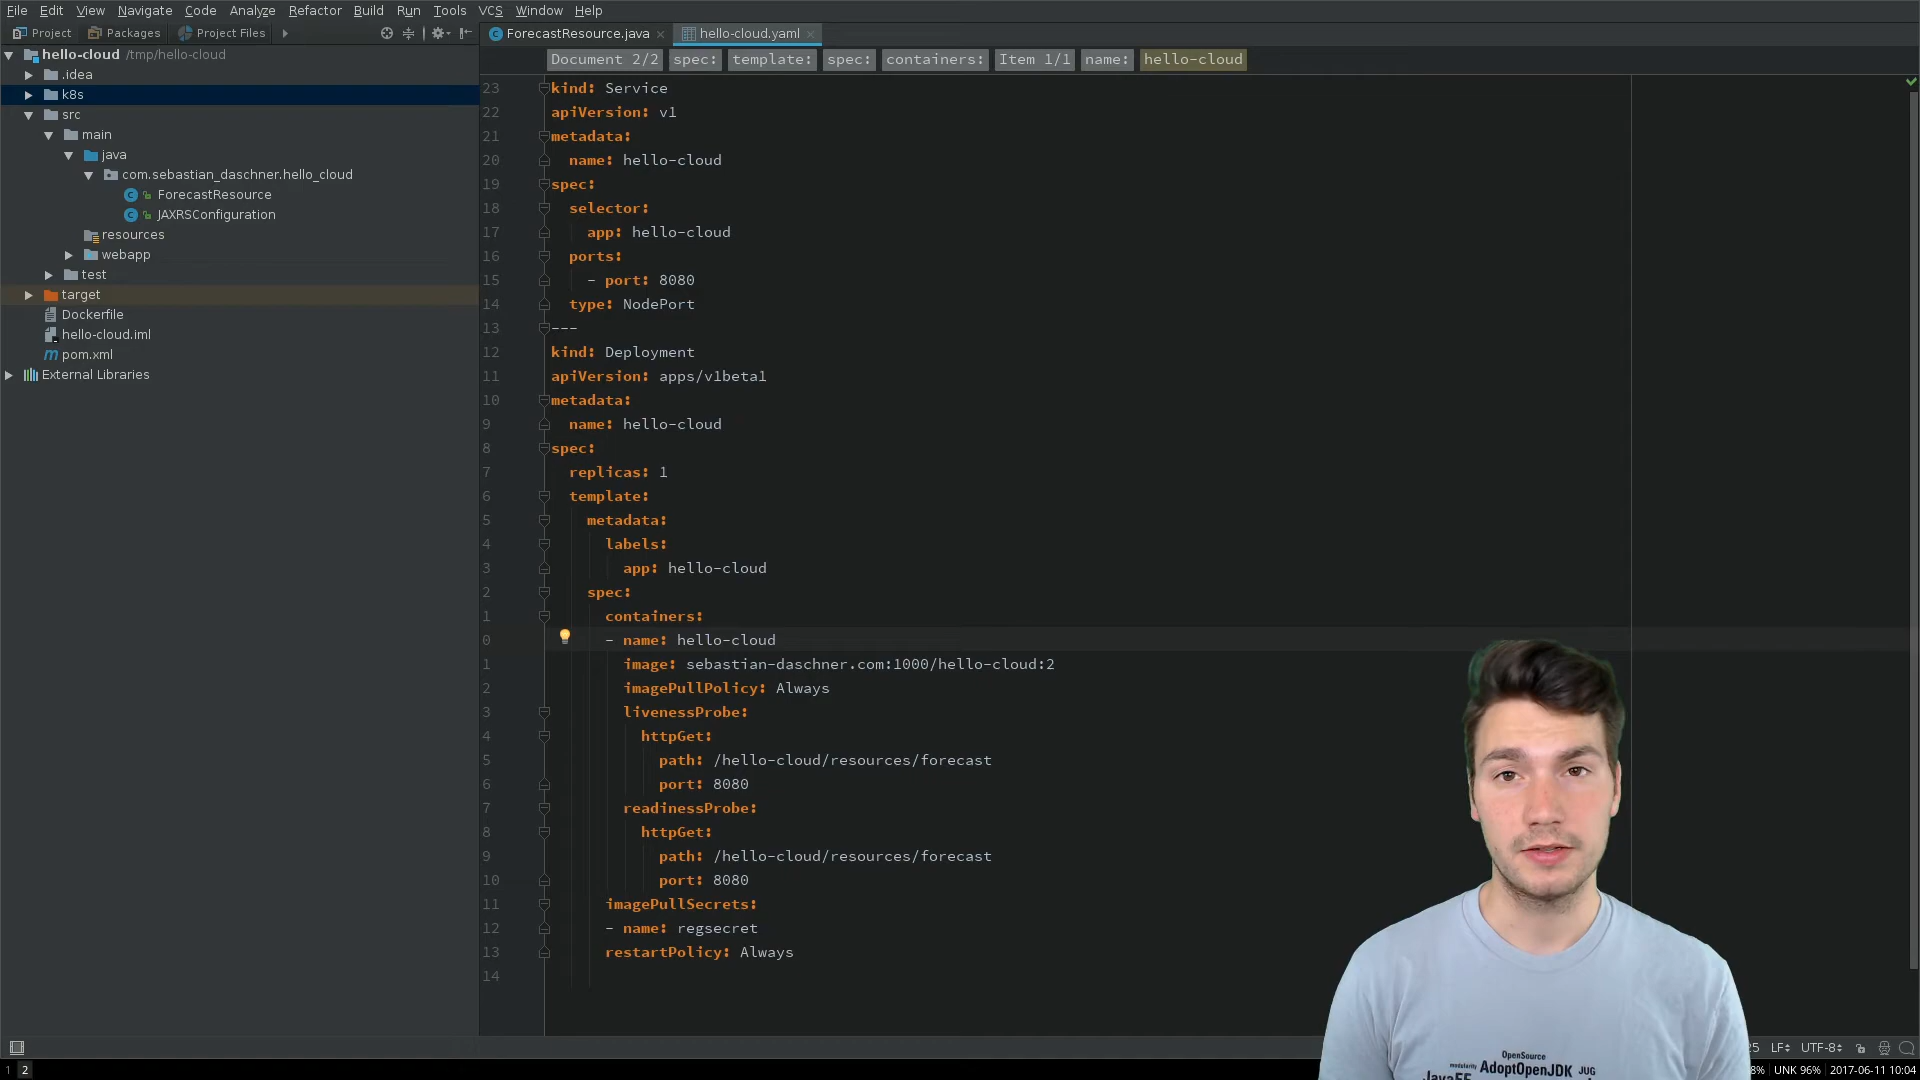 File Edit View Navigate Code Analyze Refactor Build Run Tools VCS Window Help
Project Packages Project Files
ForecastResource.java hello-cloud.yaml
hello-cloud /tmp/hello-cloud
.idea
k8s
src
main
java
com.sebastian_daschner.hello_cloud
ForecastResource
JAXRSConfiguration
resources
webapp
test
target
Dockerfile
hello-cloud.iml
pom.xml
External Libraries
Document 2/2 spec: template: spec: containers: Item 1/1 name: hello-cloud
23 kind: Service
22 apiVersion: v1
21 metadata:
20 name: hello-cloud
19 spec:
18 selector:
17 app: hello-cloud
16 ports:
15 - port: 8080
14 type: NodePort
13 ---
12 kind: Deployment
11 apiVersion: apps/v1beta1
10 metadata:
9 name: hello-cloud
8 spec:
7 replicas: 1
6 template:
5 metadata:
4 labels:
3 app: hello-cloud
2 spec:
1 containers:
0 - name: hello-cloud
1 image: sebastian-daschner.com:1000/hello-cloud:2
2 imagePullPolicy: Always
3 livenessProbe:
4 httpGet:
5 path: /hello-cloud/resources/forecast
6 port: 8080
7 readinessProbe:
8 httpGet:
9 path: /hello-cloud/resources/forecast
10 port: 8080
11 imagePullSecrets:
12 - name: regsecret
13 restartPolicy: Always
14
OpenSource
modularity AdoptOpenJDK JUG
JavaEE
25 LF÷ UTF-8÷
1 2
8% UNK 96% 2017-06-11 10:04